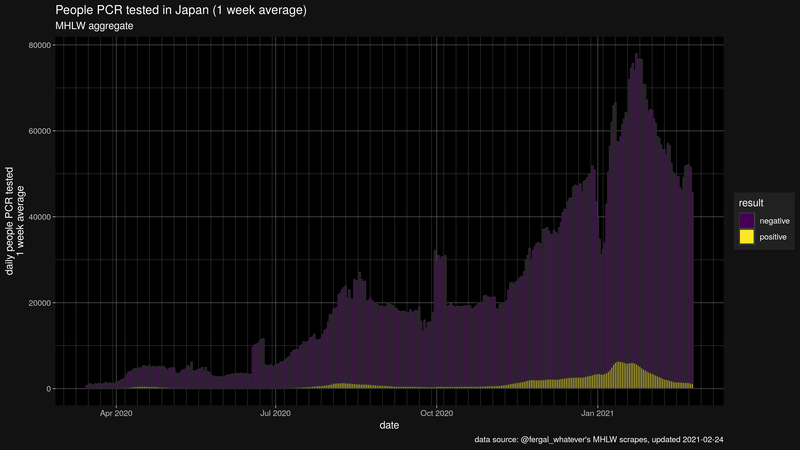 People PCR tested in Japan (1 week average)
MHLW aggregate
daily people PCR tested
1 week average
80000
60000
40000
20000
0
Apr 2020
Jul 2020
Oct 2020
Jan 2021
date
result
negative
positive
data source: @fergal_whatever's MHLW scrapes, updated 2021-02-24